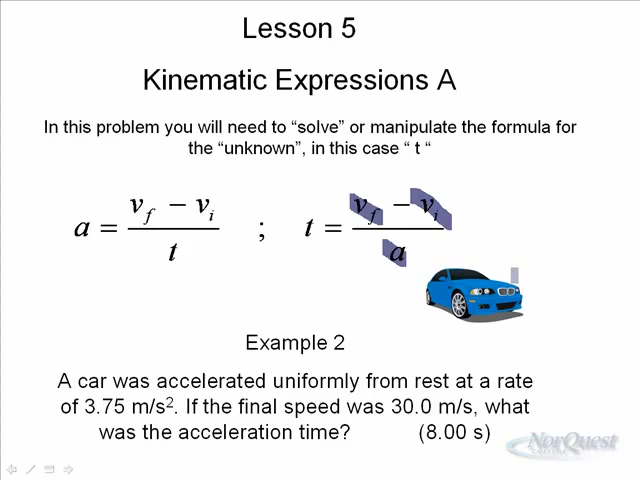 Lesson 5
Kinematic Expressions A
In this problem you will need to “solve” or manipulate the formula for
the “unknown”, in this case “ t “
a = (v_f − v_i) / t ; t = (v_f − v_i) / a
Example 2
A car was accelerated uniformly from rest at a rate
of 3.75 m/s². If the final speed was 30.0 m/s, what
was the acceleration time? (8.00 s)
NorQuest